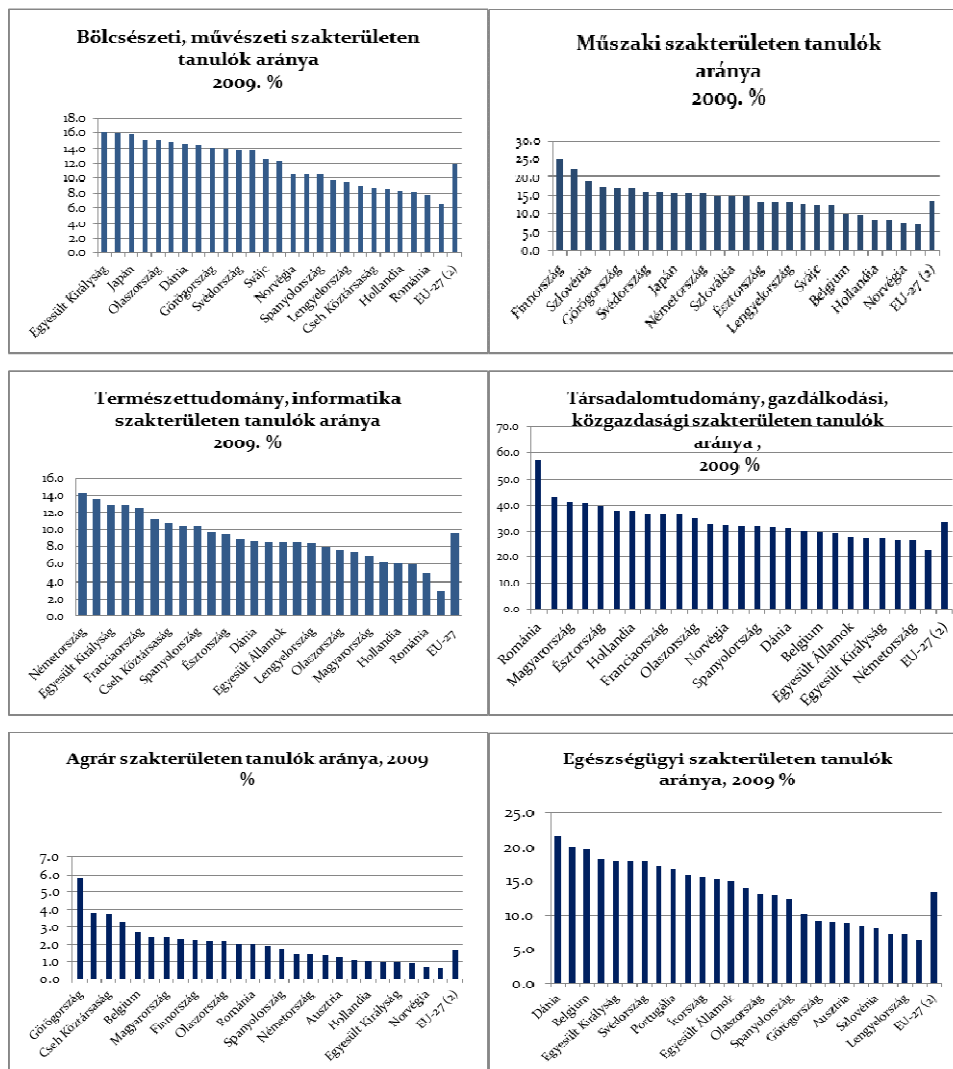 Bölcsészeti, művészeti szakterületen
tanulók aránya
2009. %
18.0
16.0
14.0
12.0
10.0
8.0
6.0
4.0
2.0
0.0
Egyesült Királyság
Japán
Olaszország
Dánia
Görögország
Svédország
Svájc
Norvégia
Spanyolország
Lengyelország
Cseh Köztársaság
Hollandia
Románia
EU-27 (2)
Műszaki szakterületen tanulók
aránya
2009. %
30.0
25.0
20.0
15.0
10.0
5.0
0.0
Finnország
Szlovénia
Görögország
Svédország
Japán
Németország
Szlovákia
Észtország
Lengyelország
Svájc
Belgium
Hollandia
Norvégia
EU-27 (2)
Természettudomány, informatika
szakterületen tanulók aránya
2009. %
16.0
14.0
12.0
10.0
8.0
6.0
4.0
2.0
0.0
Németország
Egyesült Királyság
Franciaország
Cseh Köztársaság
Spanyolország
Észtország
Dánia
Egyesült Államok
Lengyelország
Olaszország
Magyarország
Hollandia
Románia
EU-27
Társadalomtudomány, gazdálkodási,
közgazdasági szakterületen tanulók
aránya ,
2009 %
70.0
60.0
50.0
40.0
30.0
20.0
10.0
0.0
Románia
Magyarország
Észtország
Hollandia
Franciaország
Olaszország
Norvégia
Spanyolország
Dánia
Belgium
Egyesült Államok
Egyesült Királyság
Németország
EU-27 (2)
Agrár szakterületen tanulók aránya, 2009
%
7.0
6.0
5.0
4.0
3.0
2.0
1.0
0.0
Görögország
Cseh Köztársaság
Belgium
Magyarország
Finnország
Olaszország
Románia
Spanyolország
Németország
Ausztria
Hollandia
Egyesült Királyság
Norvégia
EU-27 (2)
Egészségügyi szakterületen tanulók
aránya, 2009 %
25.0
20.0
15.0
10.0
5.0
0.0
Dánia
Belgium
Egyesült Királyság
Svédország
Portugália
Írország
Egyesült Államok
Olaszország
Spanyolország
Görögország
Ausztria
Szlovénia
Lengyelország
EU-27 (2)